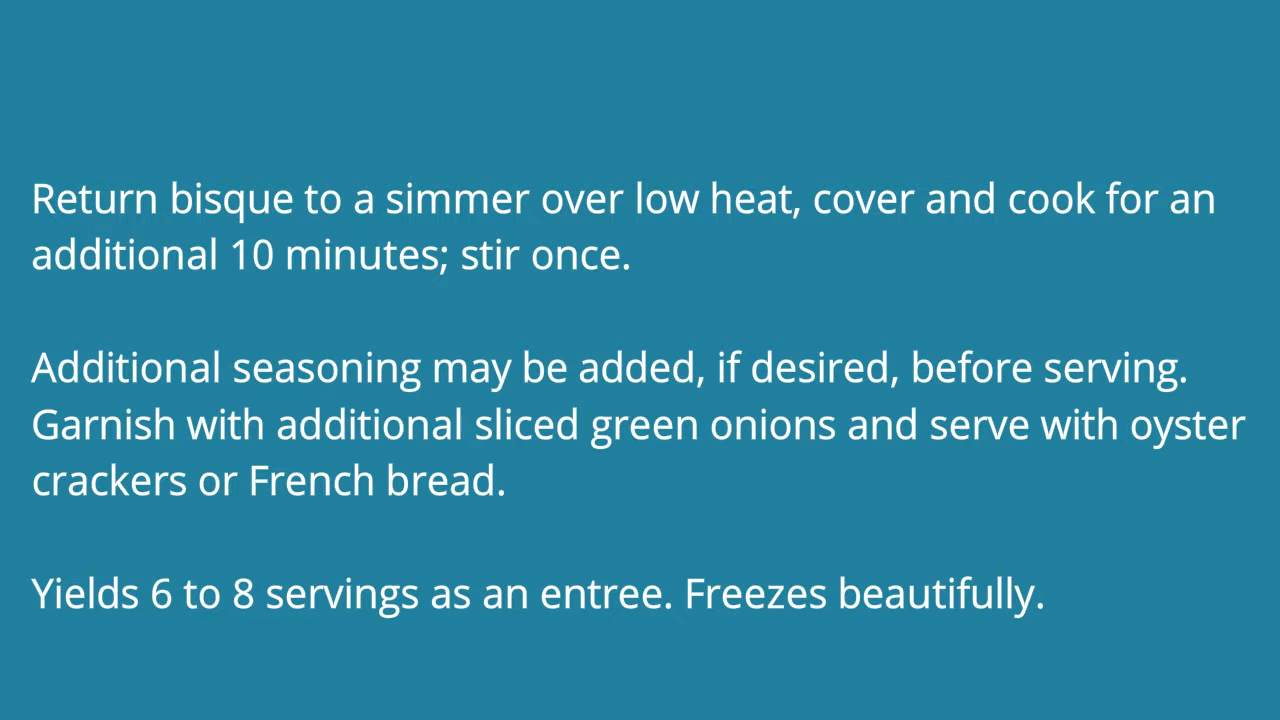 Return bisque to a simmer over low heat, cover and cook for an
additional 10 minutes; stir once.
Additional seasoning may be added, if desired, before serving.
Garnish with additional sliced green onions and serve with oyster
crackers or French bread.
Yields 6 to 8 servings as an entree. Freezes beautifully.